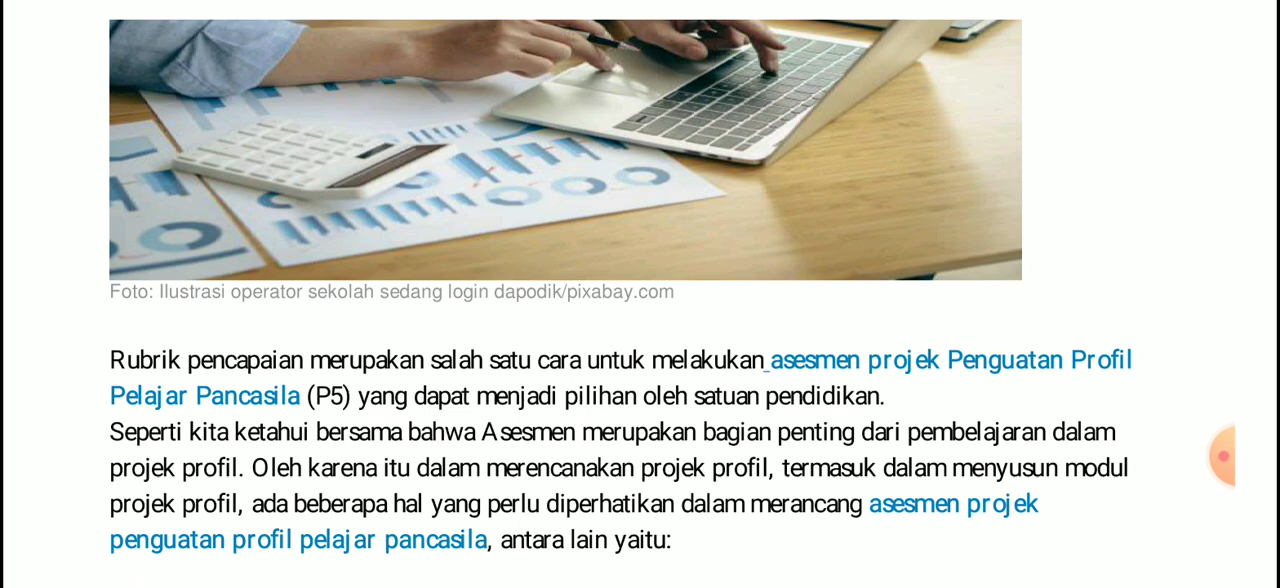 Foto: Ilustrasi operator sekolah sedang login dapodik/pixabay.com
Rubrik pencapaian merupakan salah satu cara untuk melakukan asesmen projek Penguatan Profil
Pelajar Pancasila (P5) yang dapat menjadi pilihan oleh satuan pendidikan.
Seperti kita ketahui bersama bahwa Asesmen merupakan bagian penting dari pembelajaran dalam
projek profil. Oleh karena itu dalam merencanakan projek profil, termasuk dalam menyusun modul
projek profil, ada beberapa hal yang perlu diperhatikan dalam merancang asesmen projek
penguatan profil pelajar pancasila, antara lain yaitu: